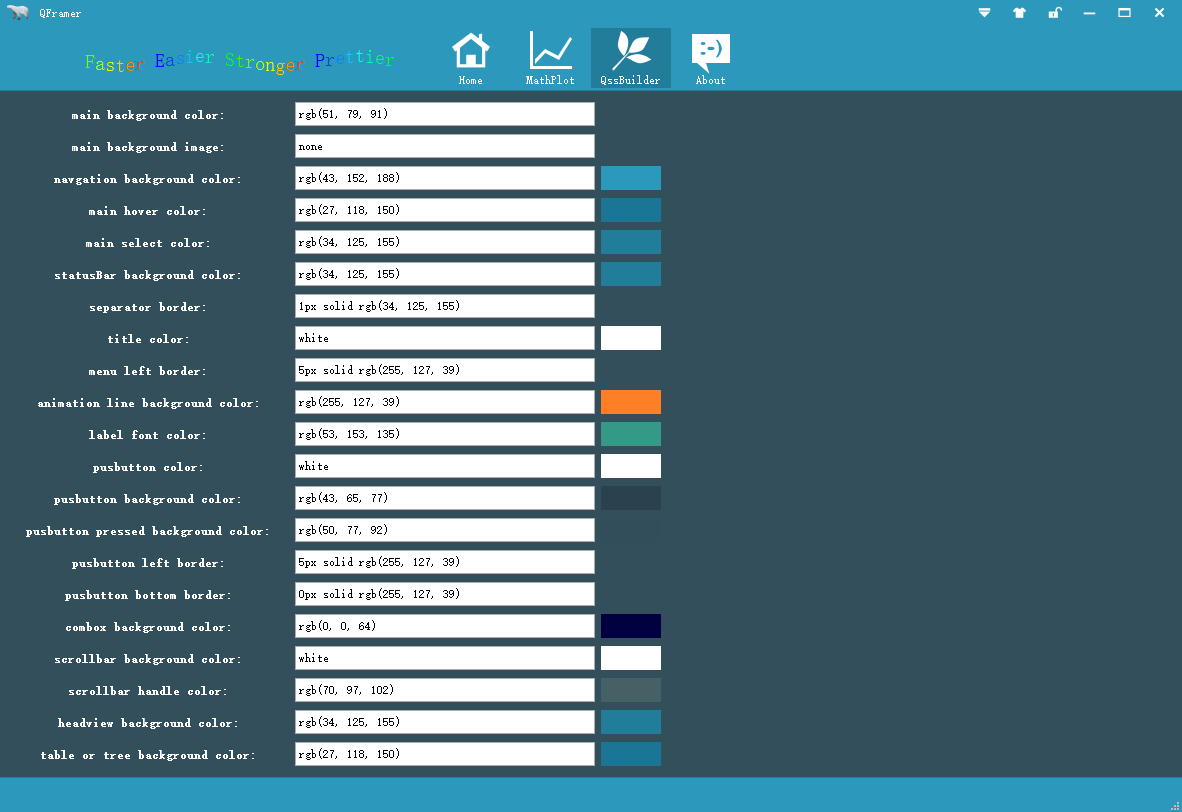 QFramer
Faster Easier Stronger Prettier
Home MathPlot QssBuilder About
main background color: rgb(51, 79, 91)
main background image: none
navgation background color: rgb(43, 152, 188)
main hover color: rgb(27, 118, 150)
main select color: rgb(34, 125, 155)
statusBar background color: rgb(34, 125, 155)
separator border: 1px solid rgb(34, 125, 155)
title color: white
menu left border: 5px solid rgb(255, 127, 39)
animation line background color: rgb(255, 127, 39)
label font color: rgb(53, 153, 135)
pusbutton color: white
pusbutton background color: rgb(43, 65, 77)
pusbutton pressed background color: rgb(50, 77, 92)
pusbutton left border: 5px solid rgb(255, 127, 39)
pusbutton bottom border: 0px solid rgb(255, 127, 39)
combox background color: rgb(0, 0, 64)
scrollbar background color: white
scrollbar handle color: rgb(70, 97, 102)
headview background color: rgb(34, 125, 155)
table or tree background color: rgb(27, 118, 150)